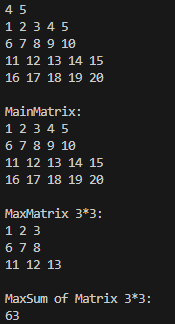 4 5
1 2 3 4 5
6 7 8 9 10
11 12 13 14 15
16 17 18 19 20
MainMatrix:
1 2 3 4 5
6 7 8 9 10
11 12 13 14 15
16 17 18 19 20
MaxMatrix 3*3:
1 2 3
6 7 8
11 12 13
MaxSum of Matrix 3*3:
63